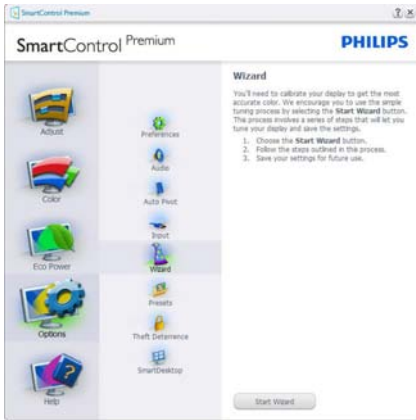 SmartControl Premium
SmartControl Premium
PHILIPS
Adjust
Color
Eco Power
Options
Help
Preferences
Audio
Auto Pivot
Input
Wizard
Presets
Theft Deterrence
SmartDesktop
Wizard
You'll need to calibrate your display to get the most
accurate color. We encourage you to use the simple
tuning process by selecting the Start Wizard button.
This process involves a series of steps that will let you
tune your display and save the settings.
1. Choose the Start Wizard button.
2. Follow the steps outlined in this process.
3. Save your settings for future use.
Start Wizard